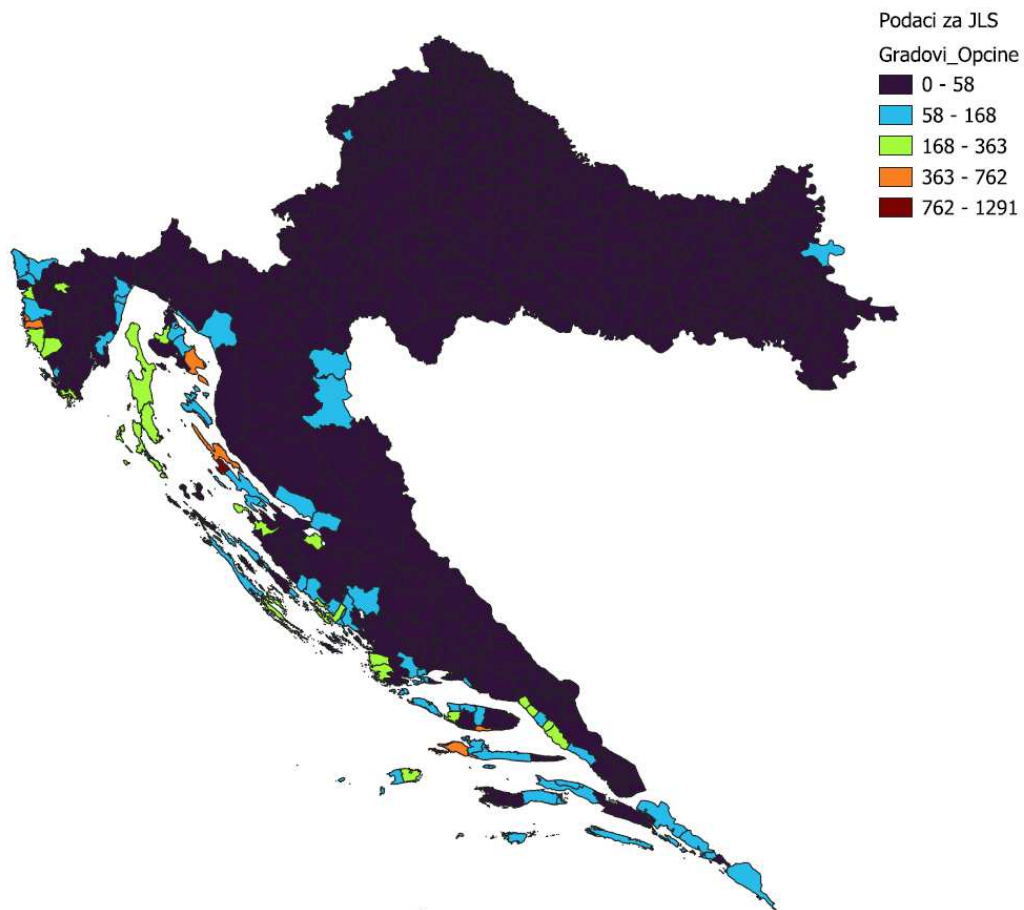 Podaci za JLS
Gradovi_Opcine
0 - 58
58 - 168
168 - 363
363 - 762
762 - 1291